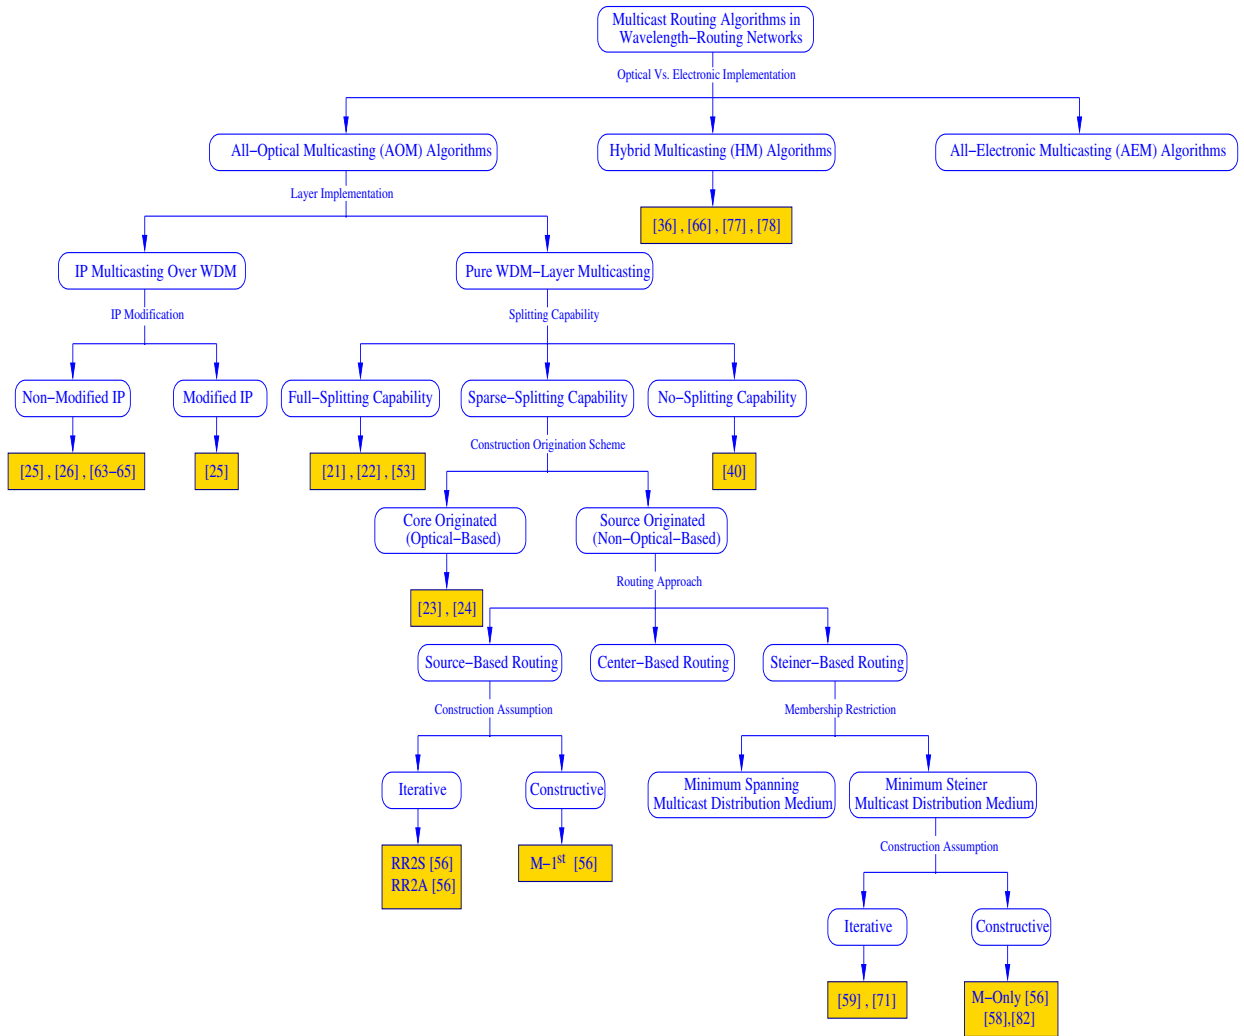 Multicast Routing Algorithms in
Wavelength−Routing Networks
Optical Vs. Electronic Implementation
All−Optical Multicasting (AOM) Algorithms
Hybrid Multicasting (HM) Algorithms
All−Electronic Multicasting (AEM) Algorithms
Layer Implementation
[36] , [66] , [77] , [78]
IP Multicasting Over WDM
Pure WDM−Layer Multicasting
IP Modification
Splitting Capability
Non−Modified IP
Modified IP
Full−Splitting Capability
Sparse−Splitting Capability
No−Splitting Capability
Construction Origination Scheme
[25] , [26] , [63−65]
[25]
[21] , [22] , [53]
[40]
Core Originated
(Optical−Based)
Source Originated
(Non−Optical−Based)
Routing Approach
[23] , [24]
Source−Based Routing
Center−Based Routing
Steiner−Based Routing
Construction Assumption
Membership Restriction
Iterative
Constructive
Minimum Spanning
Multicast Distribution Medium
Minimum Steiner
Multicast Distribution Medium
RR2S [56]
RR2A [56]
M−1st [56]
Construction Assumption
Iterative
Constructive
[59] , [71]
M−Only [56]
[58],[82]